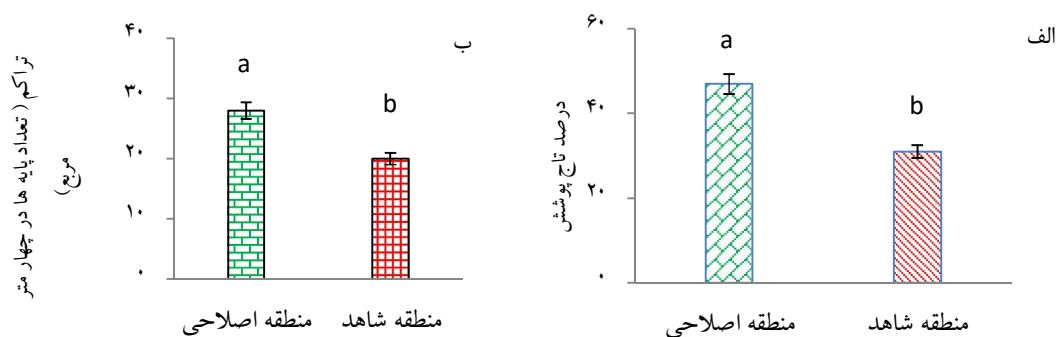 الف
درصد تاج پوشش
۶۰
۴۰
۲۰
۰
a
b
منطقه اصلاحی
منطقه شاهد
ب
تراکم (تعداد پایه ها در چهار متر
مربع)
۴۰
۳۰
۲۰
۱۰
۰
a
b
منطقه اصلاحی
منطقه شاهد